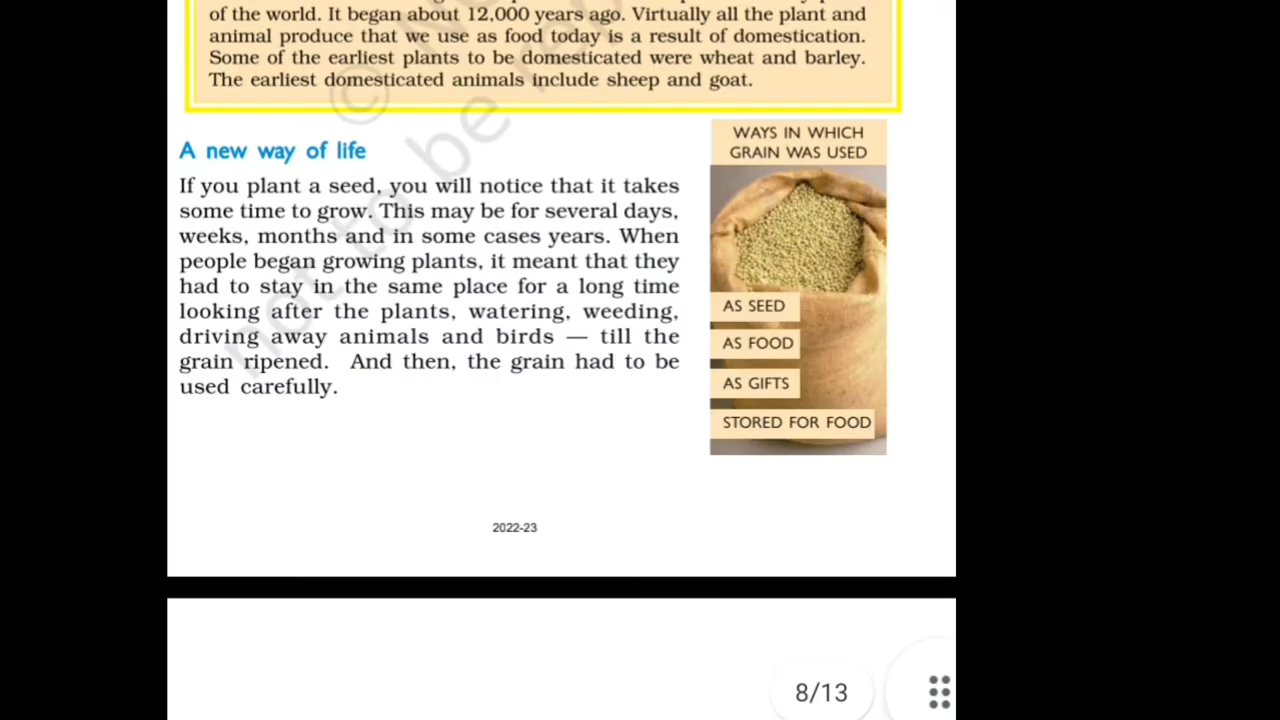 of the world. It began about 12,000 years ago. Virtually all the plant and
animal produce that we use as food today is a result of domestication.
Some of the earliest plants to be domesticated were wheat and barley.
The earliest domesticated animals include sheep and goat.
A new way of life
If you plant a seed, you will notice that it takes
some time to grow. This may be for several days,
weeks, months and in some cases years. When
people began growing plants, it meant that they
had to stay in the same place for a long time
looking after the plants, watering, weeding,
driving away animals and birds — till the
grain ripened. And then, the grain had to be
used carefully.
WAYS IN WHICH
GRAIN WAS USED
AS SEED
AS FOOD
AS GIFTS
STORED FOR FOOD
not to be
2022-23
8/13